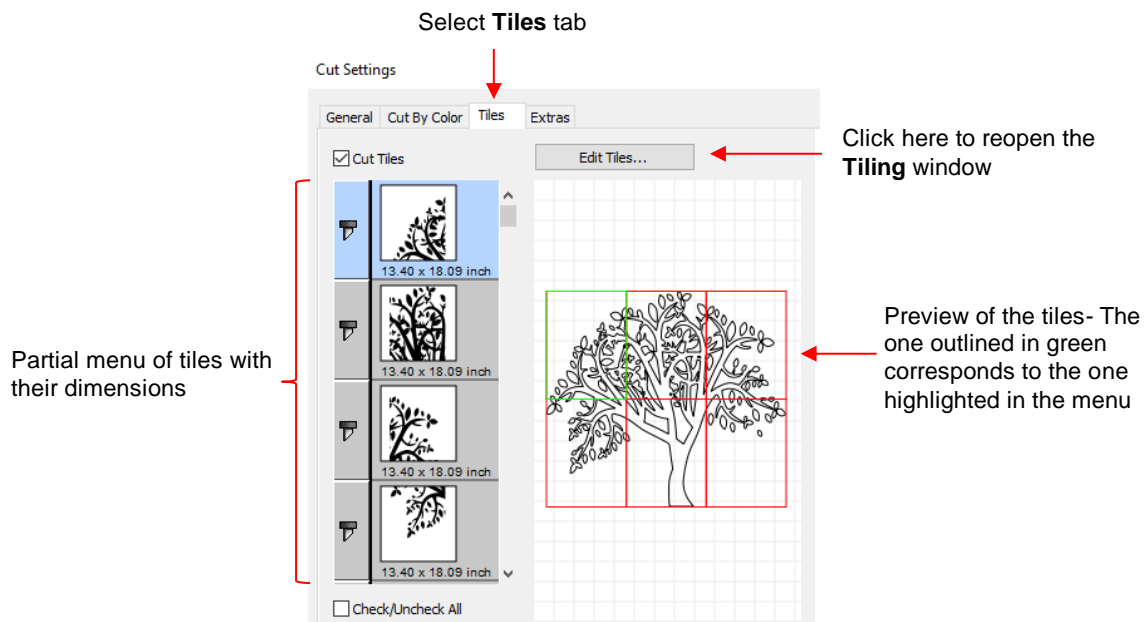 Select Tiles tab
Cut Settings
General Cut By Color Tiles Extras
Cut Tiles
Edit Tiles...
Click here to reopen the
Tiling window
13.40 x 18.09 inch
13.40 x 18.09 inch
Partial menu of tiles with
their dimensions
Preview of the tiles- The
one outlined in green
corresponds to the one
highlighted in the menu
13.40 x 18.09 inch
13.40 x 18.09 inch
Check/Uncheck All